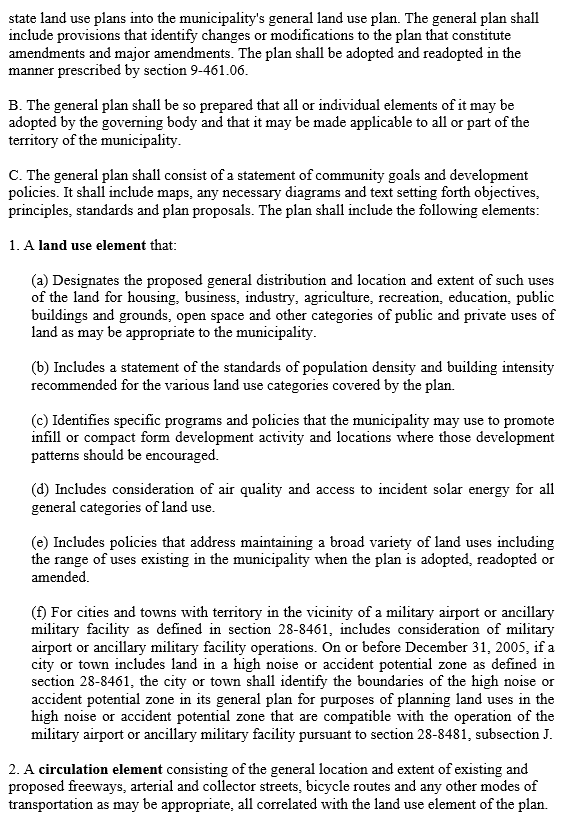 state land use plans into the municipality's general land use plan. The general plan shall
include provisions that identify changes or modifications to the plan that constitute
amendments and major amendments. The plan shall be adopted and readopted in the
manner prescribed by section 9-461.06.
B. The general plan shall be so prepared that all or individual elements of it may be
adopted by the governing body and that it may be made applicable to all or part of the
territory of the municipality.
C. The general plan shall consist of a statement of community goals and development
policies. It shall include maps, any necessary diagrams and text setting forth objectives,
principles, standards and plan proposals. The plan shall include the following elements:
1. A land use element that:
(a) Designates the proposed general distribution and location and extent of such uses
of the land for housing, business, industry, agriculture, recreation, education, public
buildings and grounds, open space and other categories of public and private uses of
land as may be appropriate to the municipality.
(b) Includes a statement of the standards of population density and building intensity
recommended for the various land use categories covered by the plan.
(c) Identifies specific programs and policies that the municipality may use to promote
infill or compact form development activity and locations where those development
patterns should be encouraged.
(d) Includes consideration of air quality and access to incident solar energy for all
general categories of land use.
(e) Includes policies that address maintaining a broad variety of land uses including
the range of uses existing in the municipality when the plan is adopted, readopted or
amended.
(f) For cities and towns with territory in the vicinity of a military airport or ancillary
military facility as defined in section 28-8461, includes consideration of military
airport or ancillary military facility operations. On or before December 31, 2005, if a
city or town includes land in a high noise or accident potential zone as defined in
section 28-8461, the city or town shall identify the boundaries of the high noise or
accident potential zone in its general plan for purposes of planning land uses in the
high noise or accident potential zone that are compatible with the operation of the
military airport or ancillary military facility pursuant to section 28-8481, subsection J.
2. A circulation element consisting of the general location and extent of existing and
proposed freeways, arterial and collector streets, bicycle routes and any other modes of
transportation as may be appropriate, all correlated with the land use element of the plan.